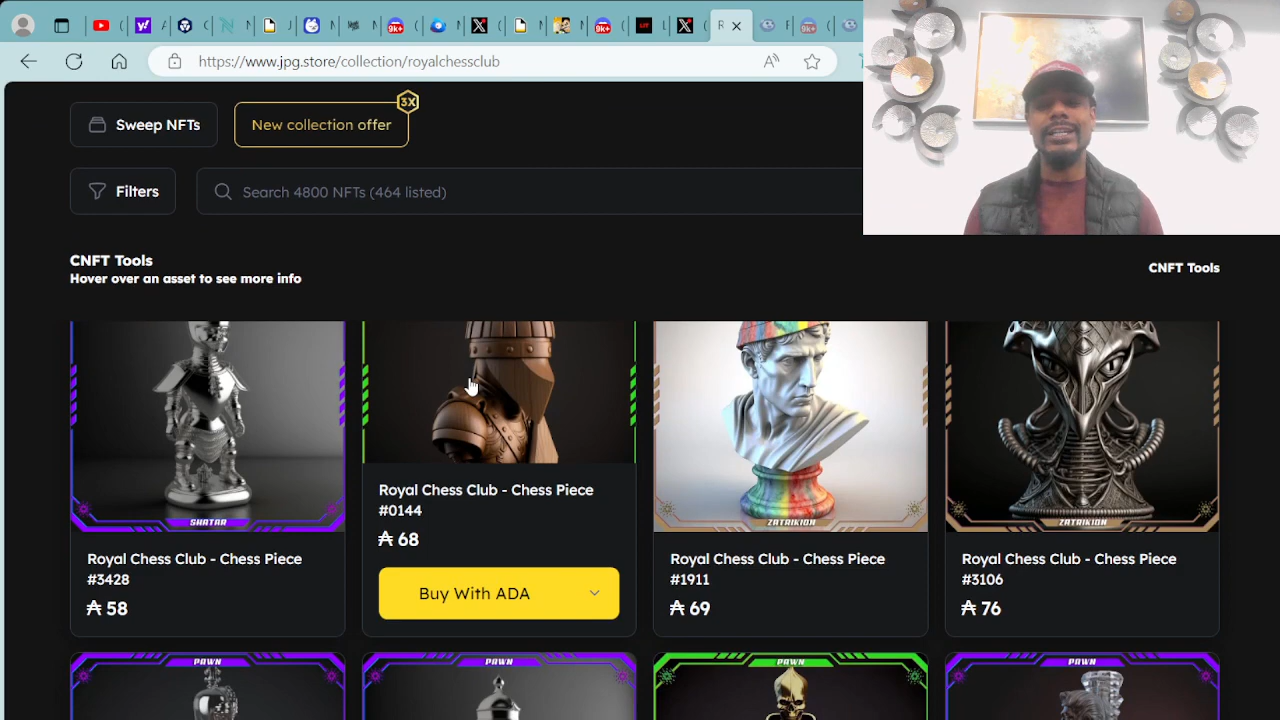 9k+
9k+
9k+
https://www.jpg.store/collection/royalchessclub
Sweep NFTs
New collection offer
3X
Filters
Search 4800 NFTs (464 listed)
CNFT Tools
Hover over an asset to see more info
CNFT Tools
SHATAR
ZATRIKION
ZATRIKION
Royal Chess Club - Chess Piece
#3428
₳ 58
Royal Chess Club - Chess Piece
#0144
₳ 68
Buy With ADA
Royal Chess Club - Chess Piece
#1911
₳ 69
Royal Chess Club - Chess Piece
#3106
₳ 76
PAWN
PAWN
PAWN
PAWN